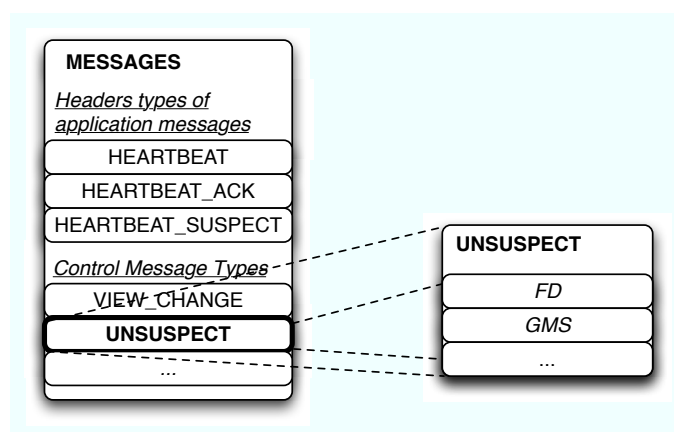 MESSAGES
Headers types of
application messages
HEARTBEAT
HEARTBEAT_ACK
HEARTBEAT_SUSPECT
Control Message Types
VIEW_CHANGE
UNSUSPECT
...
UNSUSPECT
FD
GMS
...